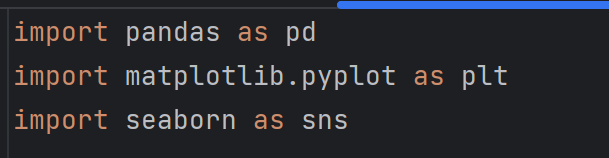 import pandas as pd
import matplotlib.pyplot as plt
import seaborn as sns